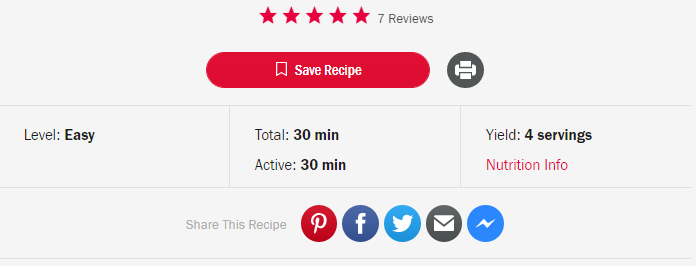 7 Reviews
Save Recipe
Level: Easy
Total: 30 min
Active: 30 min
Yield: 4 servings
Nutrition Info
Share This Recipe